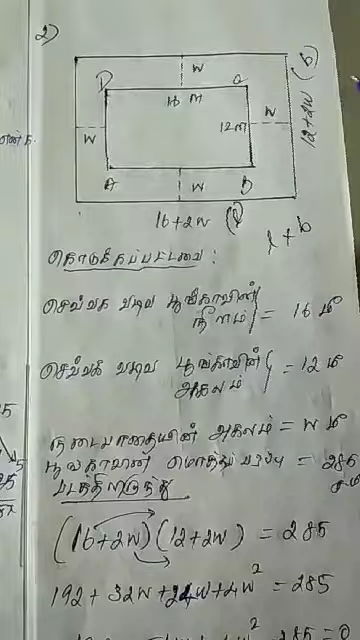 2)
W
D
C
16 m
W
W
12m
12+2W (b)
A
W
B
16+2W (l)
l + b
கொடுக்கப்பட்டவை :
செவ்வக வடிவ பூங்காவின் நீளம் = 16 மீ
செவ்வக வடிவ பூங்காவின் அகலம் = 12 மீ
நடைபாதையின் அகலம் = W மீ
பூங்காவின் மொத்த பரப்பு = 285
ச.மீ
படத்திலிருந்து
(16+2W)(12+2W) = 285
192 + 32W + 24W + 4W² = 285